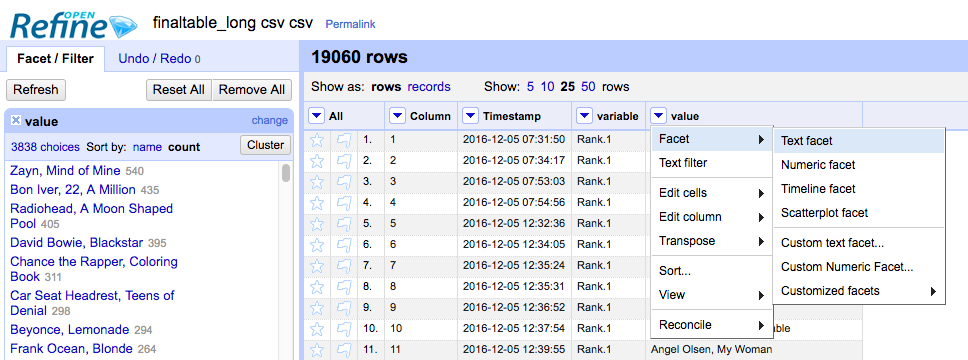 OPEN
Refine finaltable_long csv csv Permalink
Facet / Filter Undo / Redo 0
19060 rows
Refresh Reset All Remove All
Show as: rows records Show: 5 10 25 50 rows
value change
All Column Timestamp variable value
3838 choices Sort by: name count Cluster
1. 1 2016-12-05 07:31:50 Rank.1
2. 2 2016-12-05 07:34:17 Rank.1
3. 3 2016-12-05 07:53:03 Rank.1
4. 4 2016-12-05 07:54:56 Rank.1
5. 5 2016-12-05 12:32:36 Rank.1
6. 6 2016-12-05 12:34:05 Rank.1
7. 7 2016-12-05 12:35:24 Rank.1
8. 8 2016-12-05 12:35:31 Rank.1
9. 9 2016-12-05 12:36:52 Rank.1
10. 10 2016-12-05 12:37:54 Rank.1
11. 11 2016-12-05 12:39:55 Rank.1 Angel Olsen, My Woman
Zayn, Mind of Mine 540
Bon Iver, 22, A Million 435
Radiohead, A Moon Shaped
Pool 405
David Bowie, Blackstar 395
Chance the Rapper, Coloring
Book 311
Car Seat Headrest, Teens of
Denial 298
Beyonce, Lemonade 294
Frank Ocean, Blonde 264
Facet
Text filter
Edit cells
Edit column
Transpose
Sort...
View
Reconcile
Text facet
Numeric facet
Timeline facet
Scatterplot facet
Custom text facet...
Custom Numeric Facet...
Customized facets